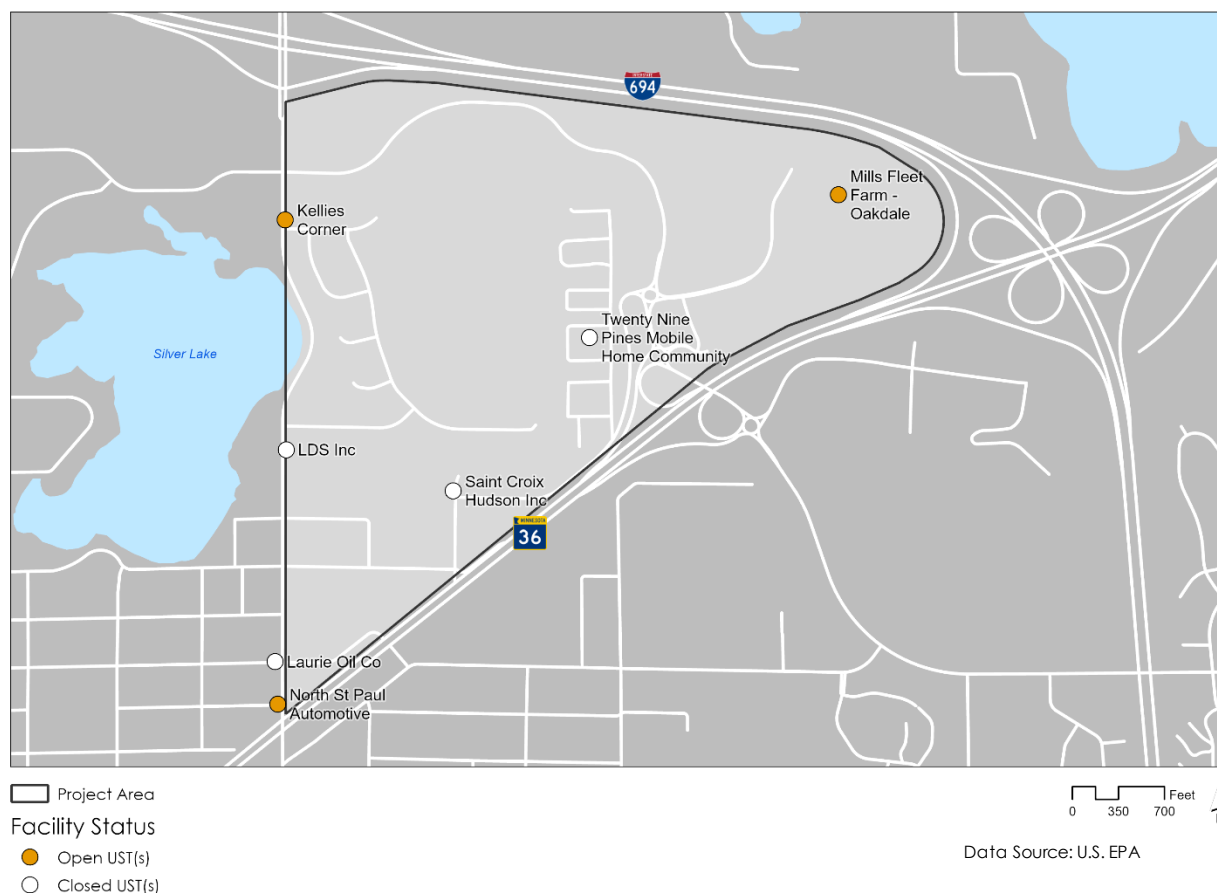 INTERSTATE
694
Mills Fleet
Farm -
Oakdale
Kellies
Corner
Twenty Nine
Pines Mobile
Home Community
Silver Lake
LDS Inc
Saint Croix
Hudson Inc
MINNESOTA
36
Laurie Oil Co
North St Paul
Automotive
Project Area
Facility Status
Open UST(s)
Closed UST(s)
Feet
0 350 700
Data Source: U.S. EPA